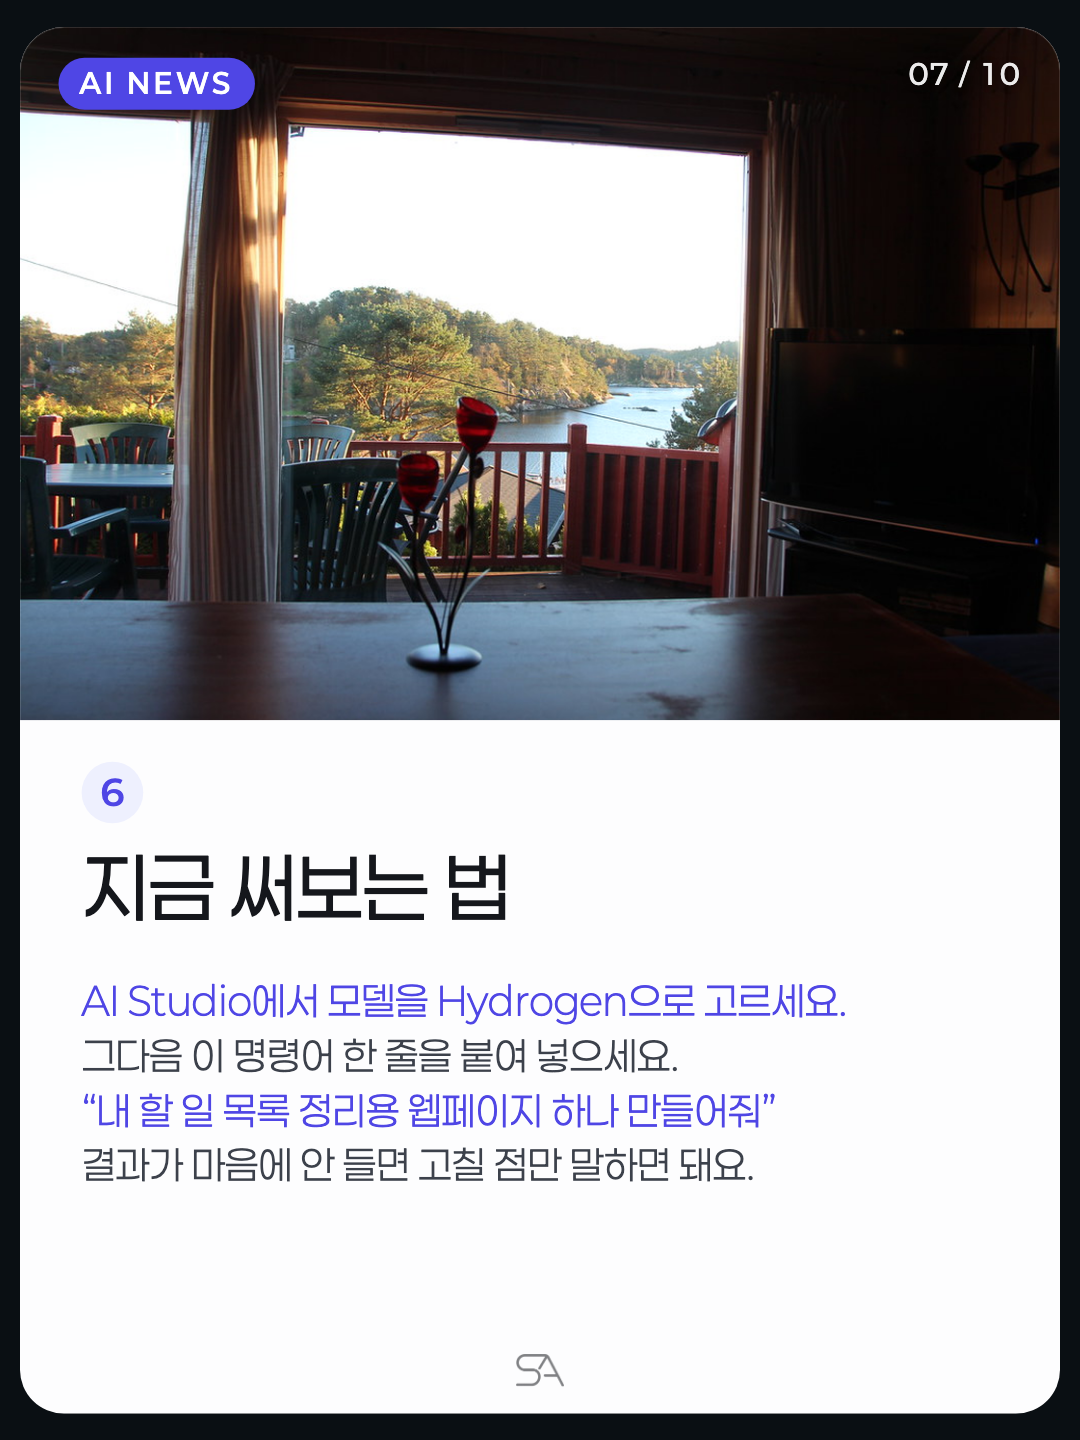 AI NEWS
07 / 10
6
지금 써보는 법
AI Studio에서 모델을 Hydrogen으로 고르세요.
그다음 이 명령어 한 줄을 붙여 넣으세요.
“내 할 일 목록 정리용 웹페이지 하나 만들어줘”
결과가 마음에 안 들면 고칠 점만 말하면 돼요.
SA